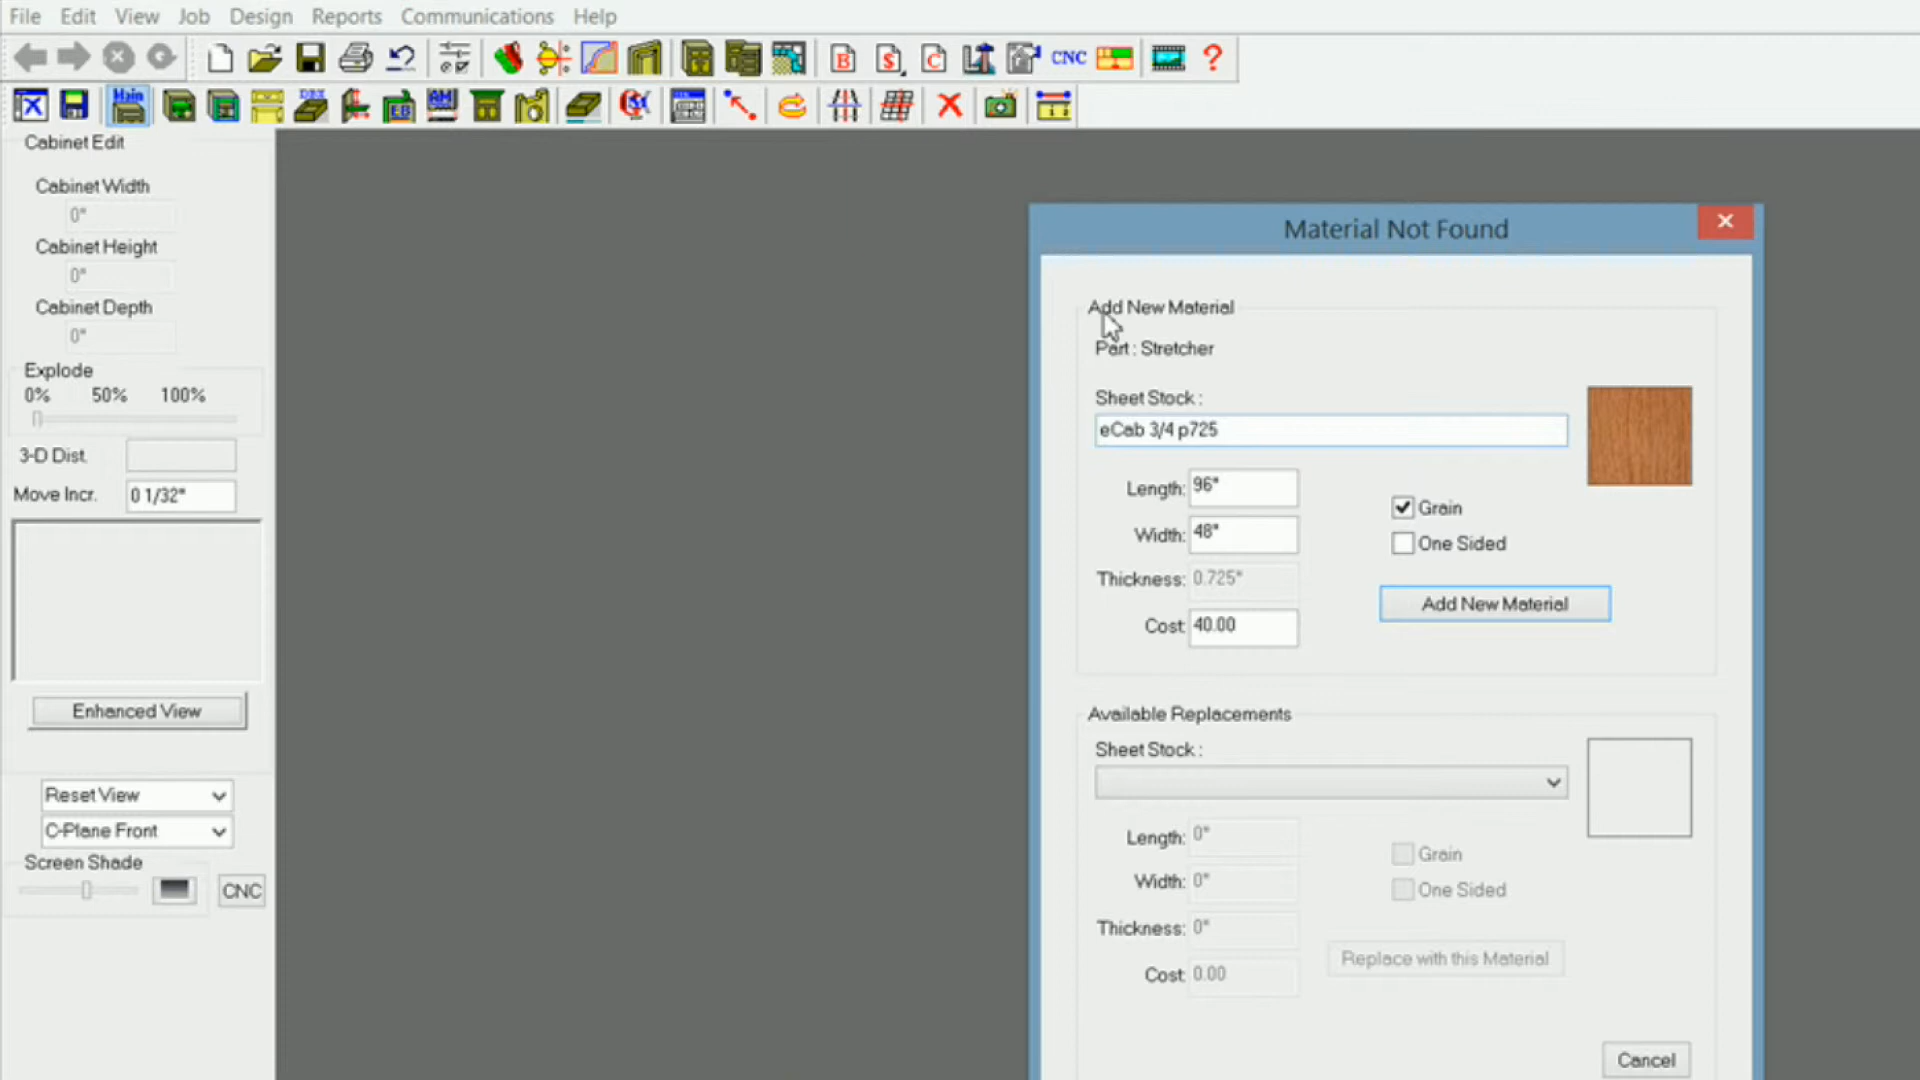 File Edit View Job Design Reports Communications Help
B $ C CNC ?
Main DBX EB AM
Cabinet Edit
Cabinet Width
0"
Cabinet Height
0"
Cabinet Depth
0"
Explode
0% 50% 100%
3-D Dist.
Move Incr. 0 1/32"
Enhanced View
Reset View
C-Plane Front
Screen Shade
CNC
Material Not Found
Add New Material
Part : Stretcher
Sheet Stock :
eCab 3/4 p725
Length: 96"
Grain
Width: 48"
One Sided
Thickness: 0.725"
Add New Material
Cost 40.00
Available Replacements
Sheet Stock :
Length: 0"
Grain
Width: 0"
One Sided
Thickness: 0"
Replace with this Material
Cost 0.00
Cancel